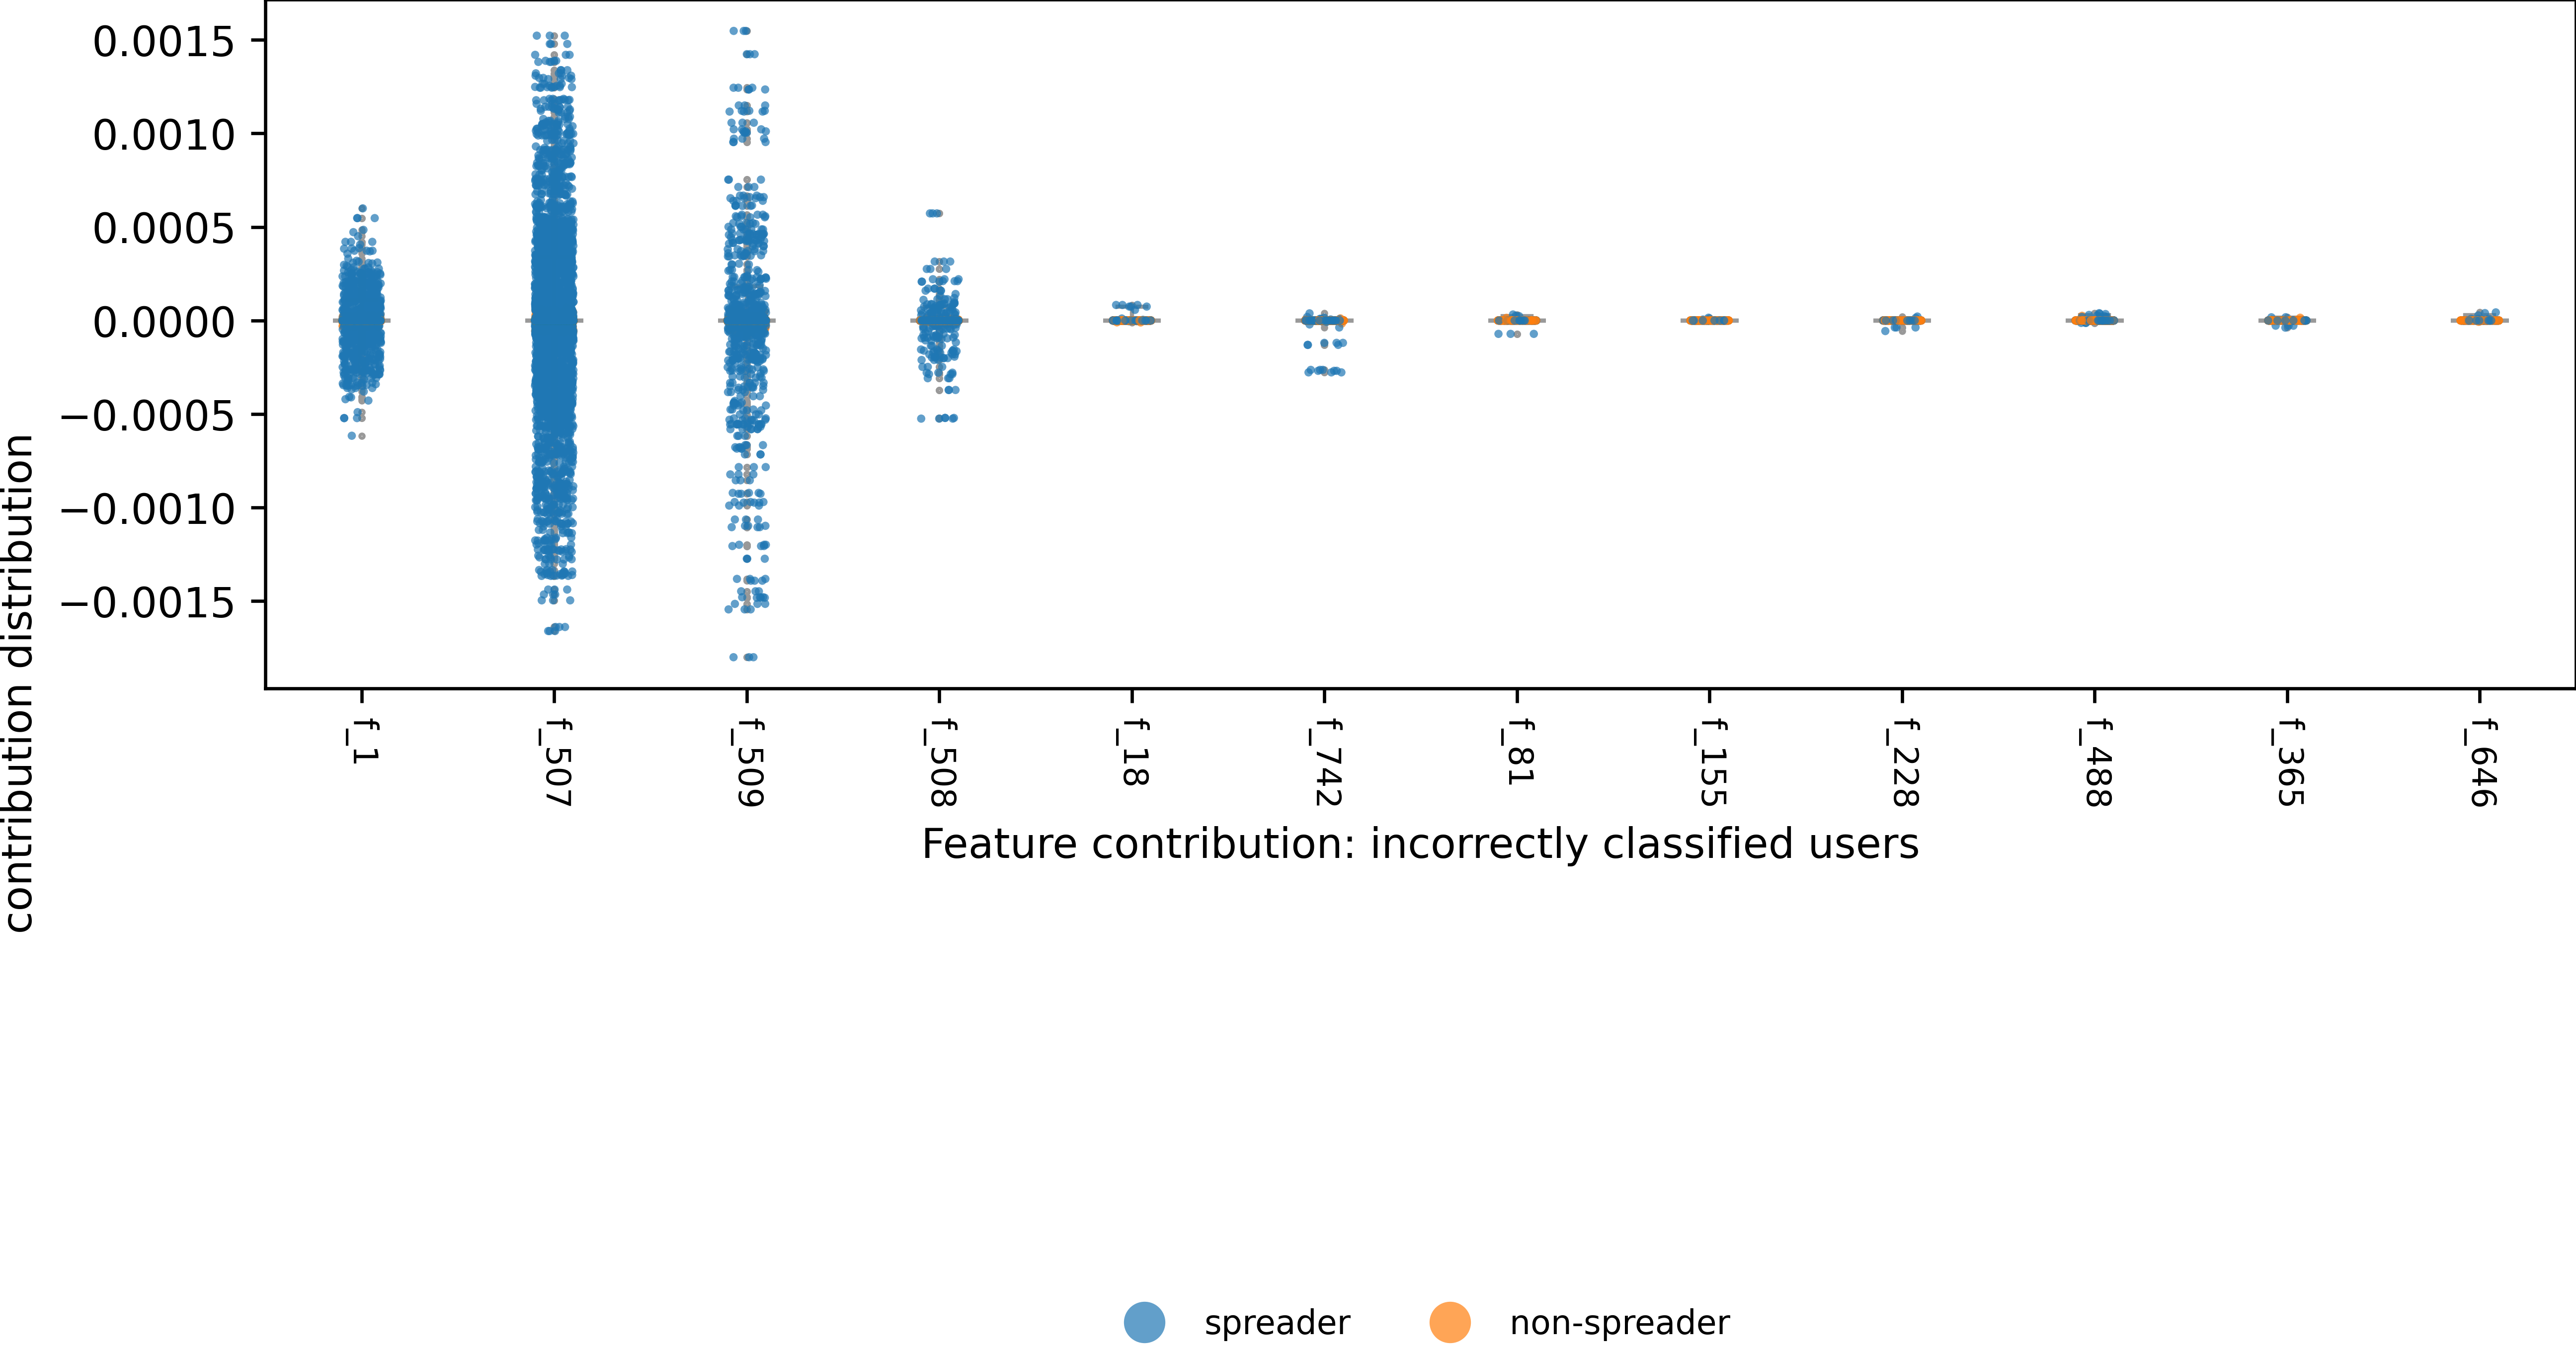 0.0015
0.0010
0.0005
0.0000
−0.0005
−0.0010
−0.0015
contribution distribution
f_1
f_507
f_509
f_508
f_18
f_742
f_81
f_155
f_228
f_488
f_365
f_646
Feature contribution: incorrectly classified users
spreader
non-spreader